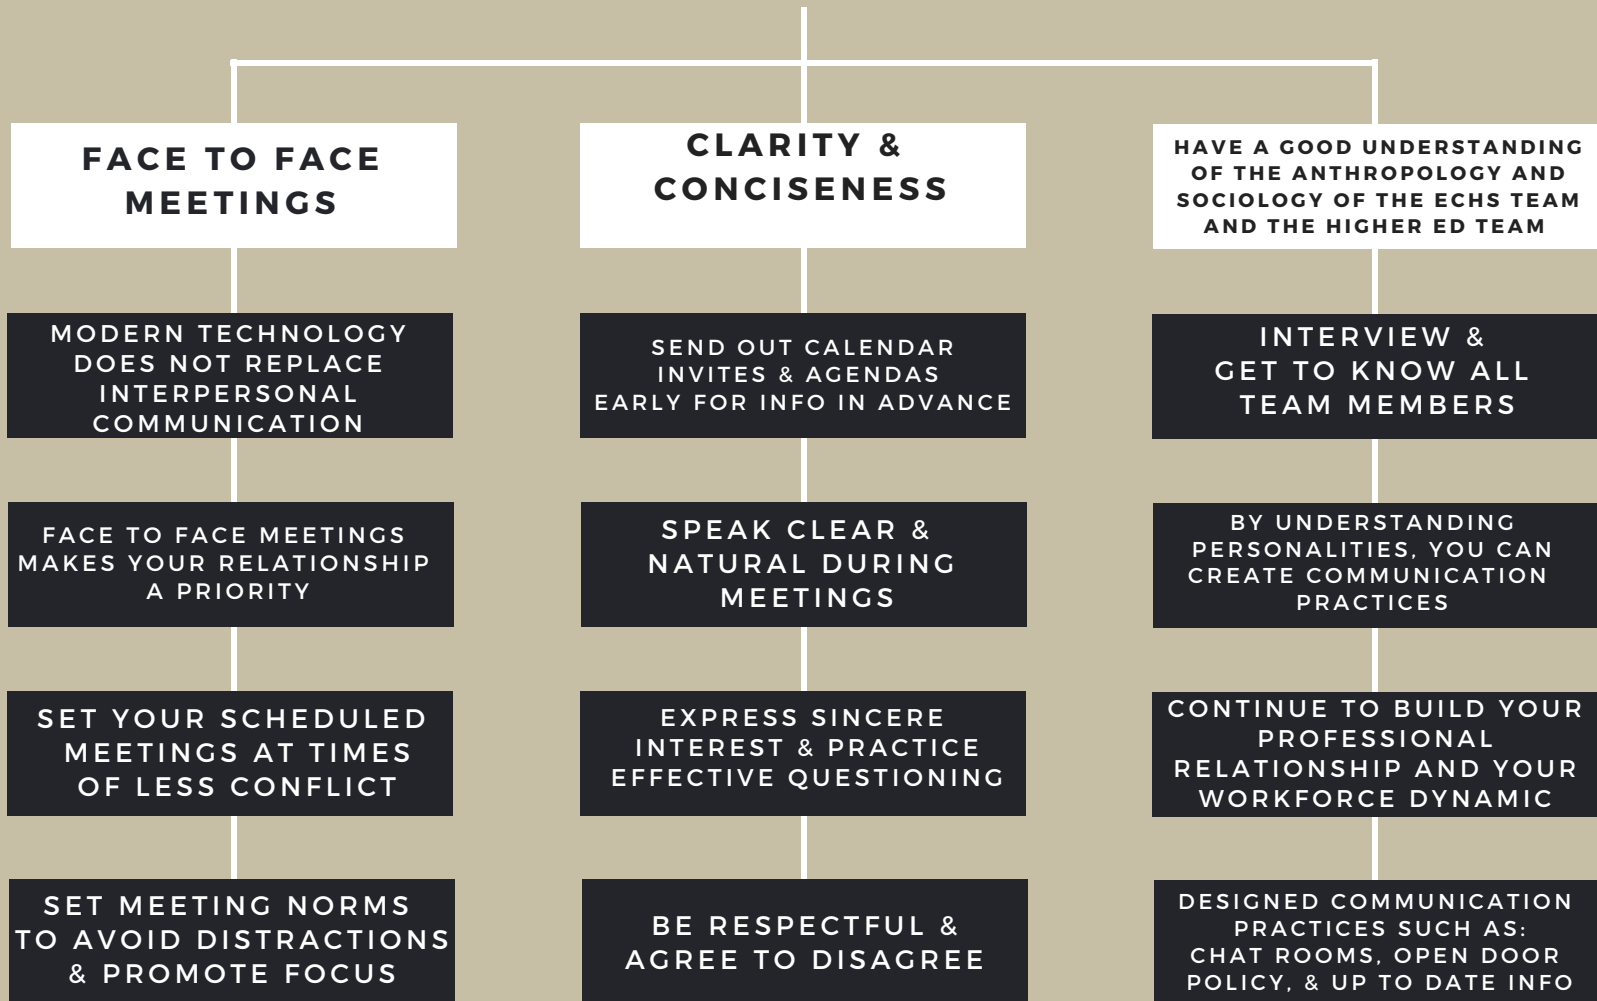 FACE TO FACE
MEETINGS
MODERN TECHNOLOGY
DOES NOT REPLACE
INTERPERSONAL
COMMUNICATION
FACE TO FACE MEETINGS
MAKES YOUR RELATIONSHIP
A PRIORITY
SET YOUR SCHEDULED
MEETINGS AT TIMES
OF LESS CONFLICT
SET MEETING NORMS
TO AVOID DISTRACTIONS
& PROMOTE FOCUS
CLARITY &
CONCISENESS
SEND OUT CALENDAR
INVITES & AGENDAS
EARLY FOR INFO IN ADVANCE
SPEAK CLEAR &
NATURAL DURING
MEETINGS
EXPRESS SINCERE
INTEREST & PRACTICE
EFFECTIVE QUESTIONING
BE RESPECTFUL &
AGREE TO DISAGREE
HAVE A GOOD UNDERSTANDING
OF THE ANTHROPOLOGY AND
SOCIOLOGY OF THE ECHS TEAM
AND THE HIGHER ED TEAM
INTERVIEW &
GET TO KNOW ALL
TEAM MEMBERS
BY UNDERSTANDING
PERSONALITIES, YOU CAN
CREATE COMMUNICATION
PRACTICES
CONTINUE TO BUILD YOUR
PROFESSIONAL
RELATIONSHIP AND YOUR
WORKFORCE DYNAMIC
DESIGNED COMMUNICATION
PRACTICES SUCH AS:
CHAT ROOMS, OPEN DOOR
POLICY, & UP TO DATE INFO